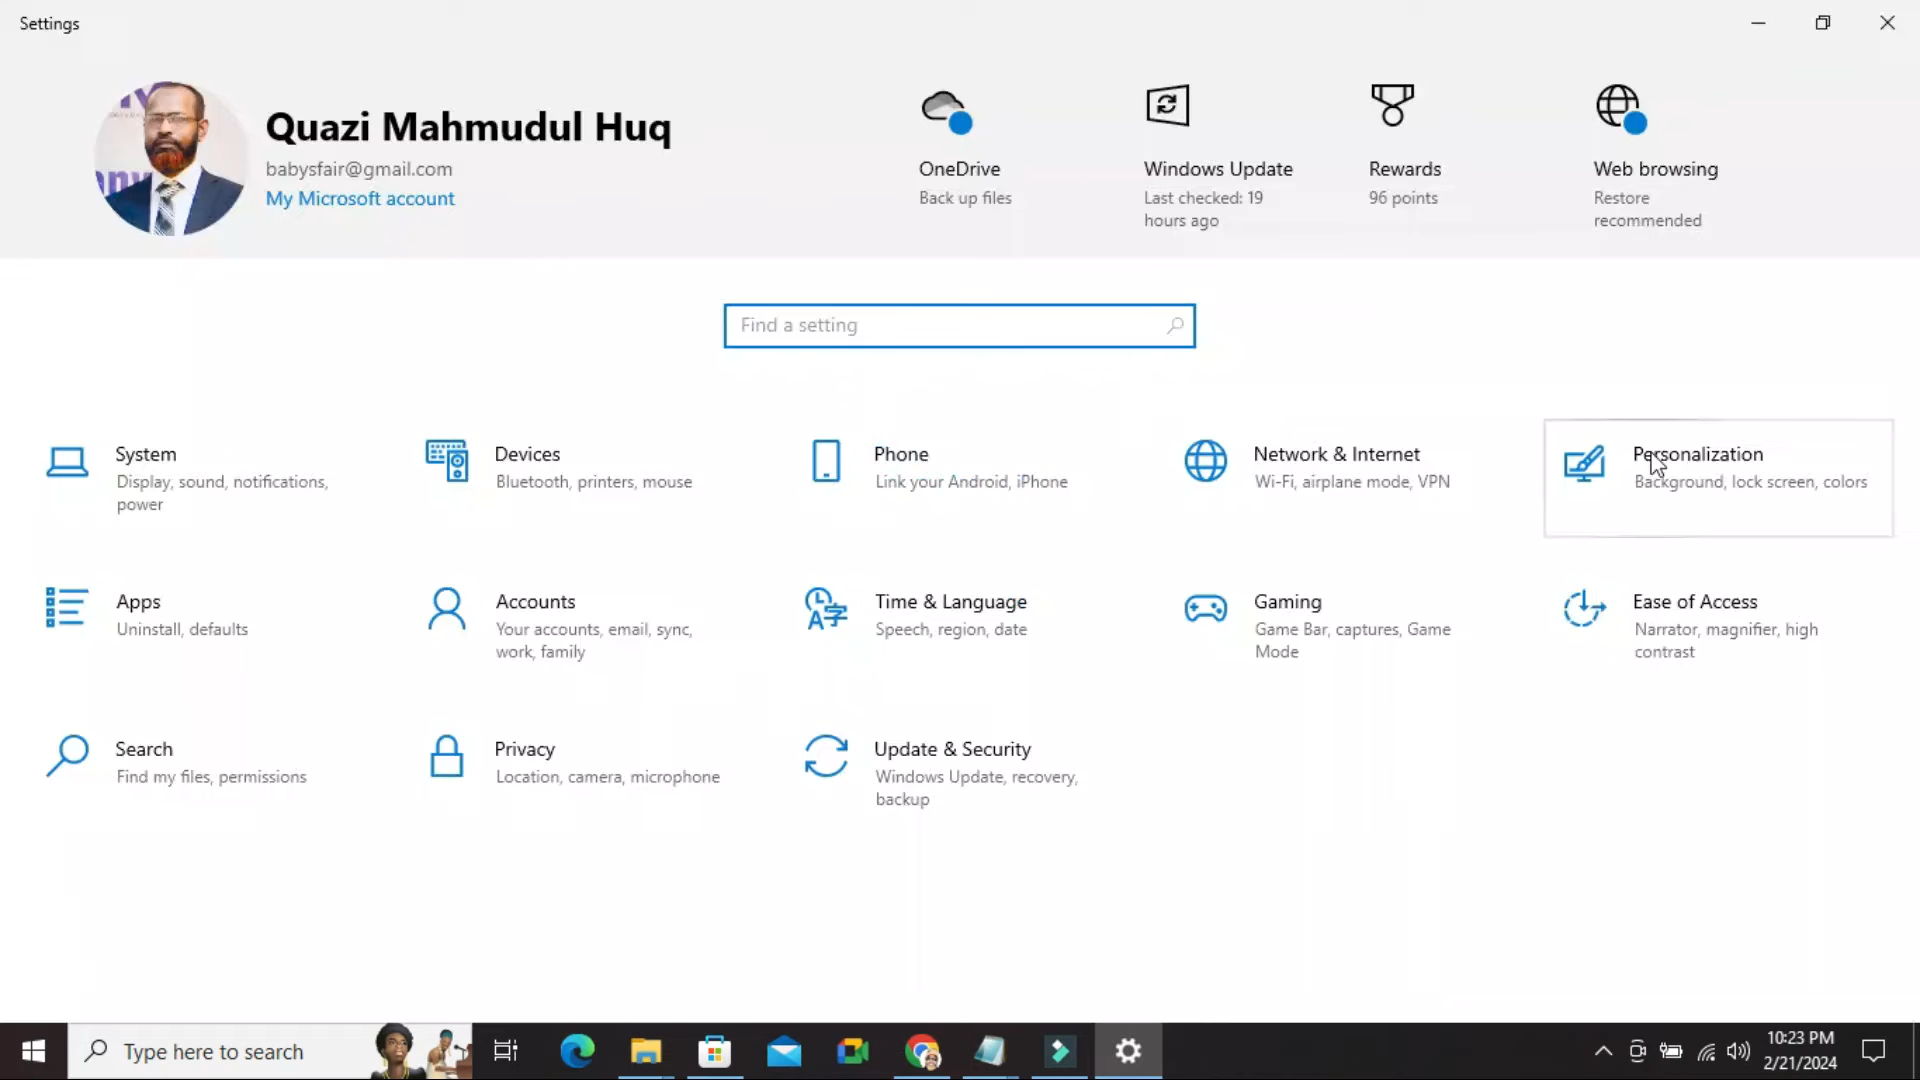 Settings
Quazi Mahmudul Huq
babysfair@gmail.com
My Microsoft account
OneDrive
Back up files
Windows Update
Last checked: 19
hours ago
Rewards
96 points
Web browsing
Restore
recommended
Find a setting
System
Display, sound, notifications,
power
Devices
Bluetooth, printers, mouse
Phone
Link your Android, iPhone
Network & Internet
Wi-Fi, airplane mode, VPN
Personalization
Background, lock screen, colors
Apps
Uninstall, defaults
Accounts
Your accounts, email, sync,
work, family
Time & Language
Speech, region, date
Gaming
Game Bar, captures, Game
Mode
Ease of Access
Narrator, magnifier, high
contrast
Search
Find my files, permissions
Privacy
Location, camera, microphone
Update & Security
Windows Update, recovery,
backup
Type here to search
10:23 PM
2/21/2024